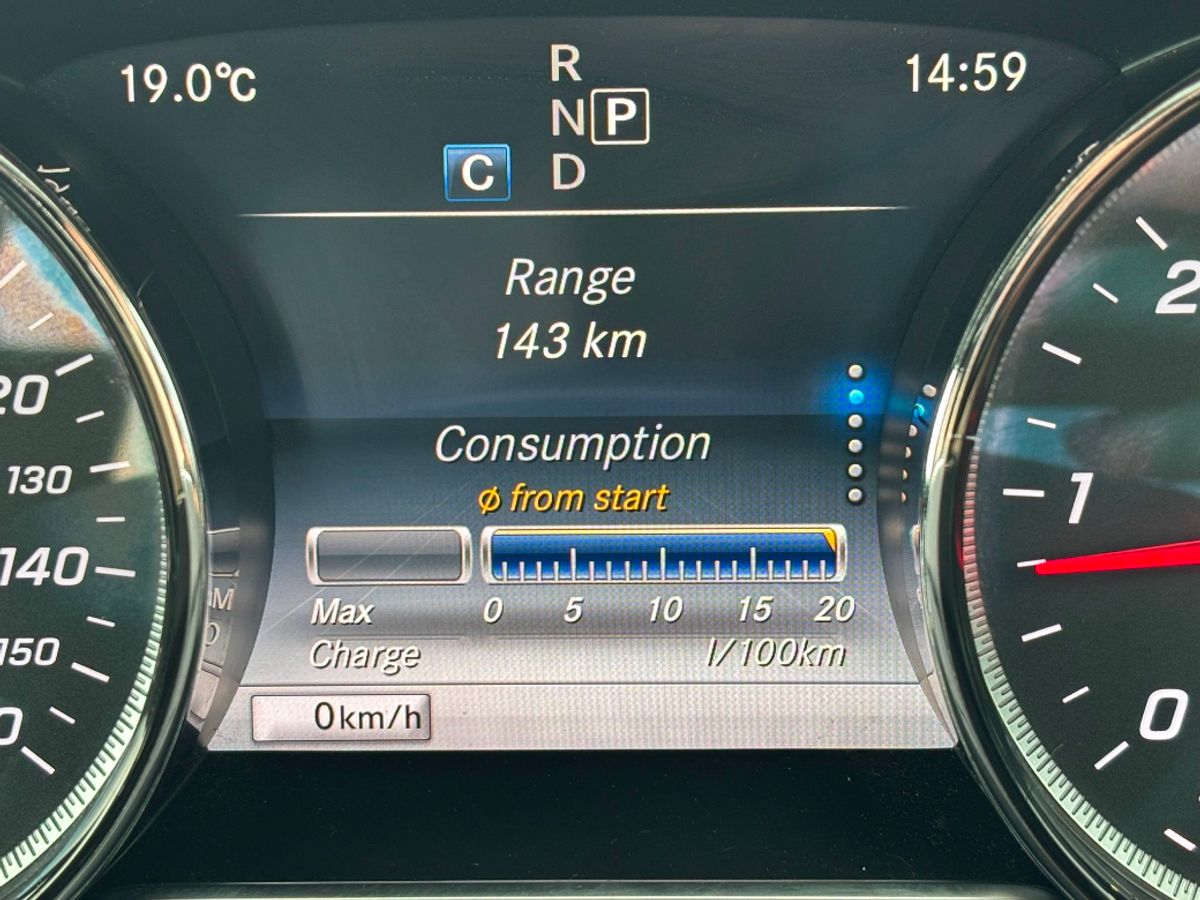 19.0°C
R
14:59
N P
C D
Range
143 km
Consumption
ø from start
Max
Charge
0 5 10 15 20
l/100km
0km/h
20
130
140
150
0
2
1
0